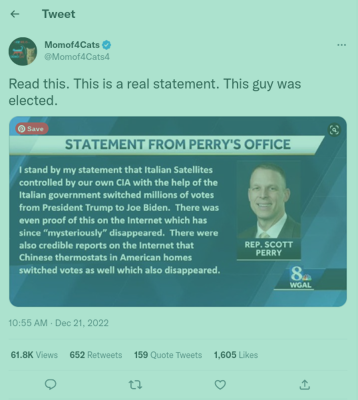 Tweet
Momof4Cats
@Momof4Cats4
Read this. This is a real statement. This guy was
elected.
Save
STATEMENT FROM PERRY'S OFFICE
I stand by my statement that Italian Satellites
controlled by our own CIA with the help of the
Italian government switched millions of votes
from President Trump to Joe Biden. There was
even proof of this on the Internet which has
since "mysteriously" disappeared. There were
also credible reports on the Internet that
Chinese thermostats in American homes
switched votes as well which also disappeared.
REP. SCOTT
PERRY
8
WGAL
10:55 AM · Dec 21, 2022
61.8K Views 652 Retweets 159 Quote Tweets 1,605 Likes